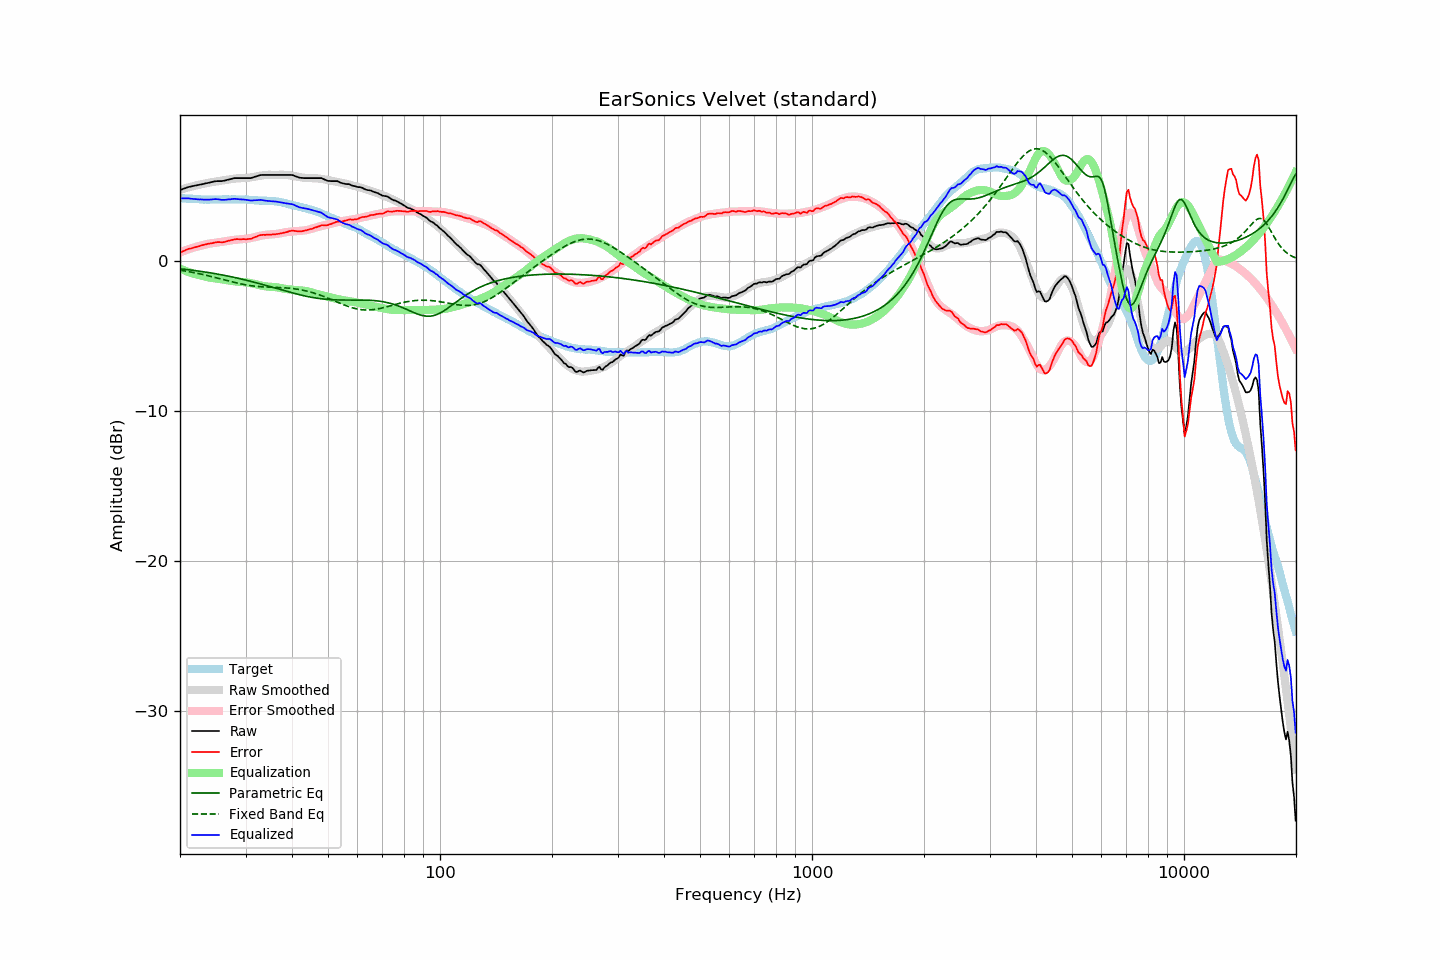 EarSonics Velvet (standard)
Amplitude (dBr)
0
−10
−20
−30
Target
Raw Smoothed
Error Smoothed
Raw
Error
Equalization
Parametric Eq
Fixed Band Eq
Equalized
100
1000
10000
Frequency (Hz)